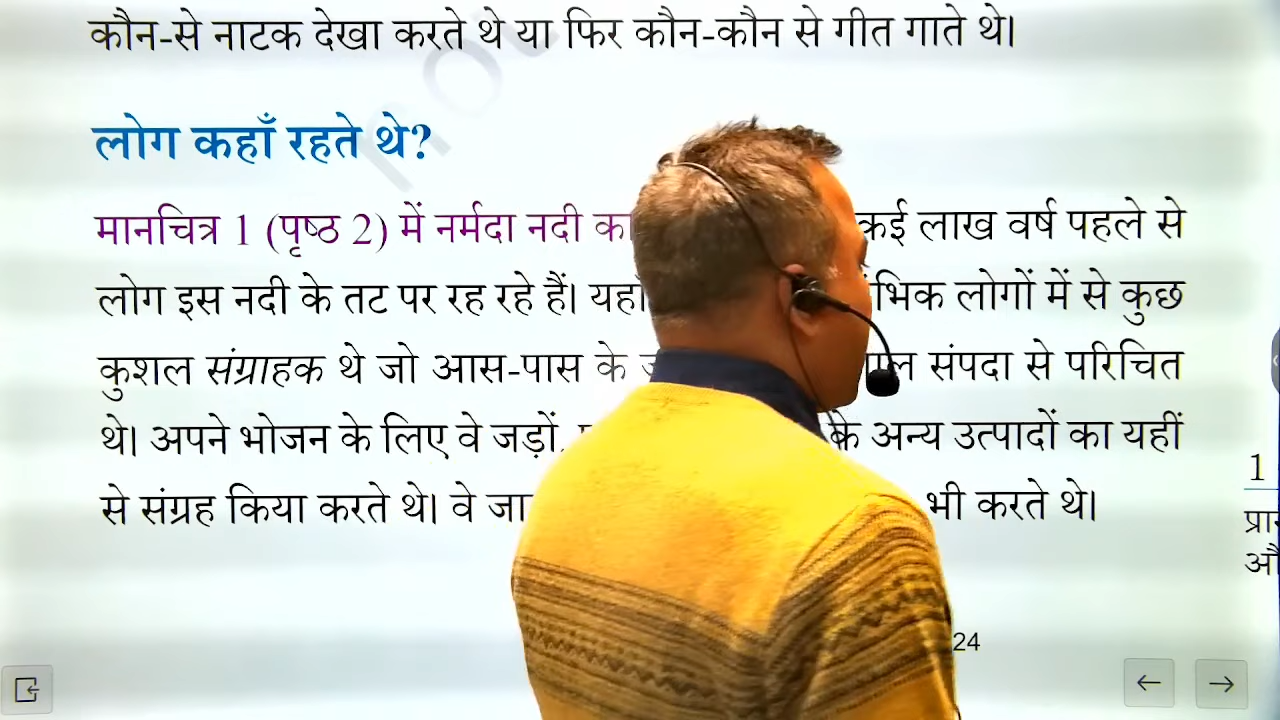 कौन-से नाटक देखा करते थे या फिर कौन-कौन से गीत गाते थे।
लोग कहाँ रहते थे?
मानचित्र 1 (पृष्ठ 2) में नर्मदा नदी का कई लाख वर्ष पहले से
लोग इस नदी के तट पर रह रहे हैं। यहा भिक लोगों में से कुछ
कुशल संग्राहक थे जो आस-पास के संपदा से परिचित
थे। अपने भोजन के लिए वे जड़ों, के अन्य उत्पादों का यहीं
से संग्रह किया करते थे। वे जा भी करते थे।
1
प्रा
औ
24